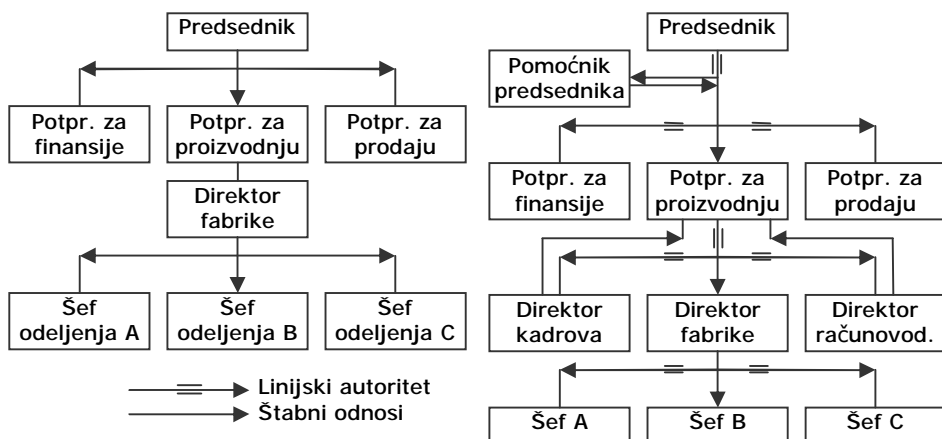 Predsednik
Potpr. za
finansije
Potpr. za
proizvodnju
Potpr. za
prodaju
Direktor
fabrike
Šef
odeljenja A
Šef
odeljenja B
Šef
odeljenja C
Linijski autoritet
Štabni odnosi
Predsednik
Pomoćnik
predsednika
Potpr. za
finansije
Potpr. za
proizvodnju
Potpr. za
prodaju
Direktor
kadrova
Direktor
fabrike
Direktor
računovod.
Šef A
Šef B
Šef C